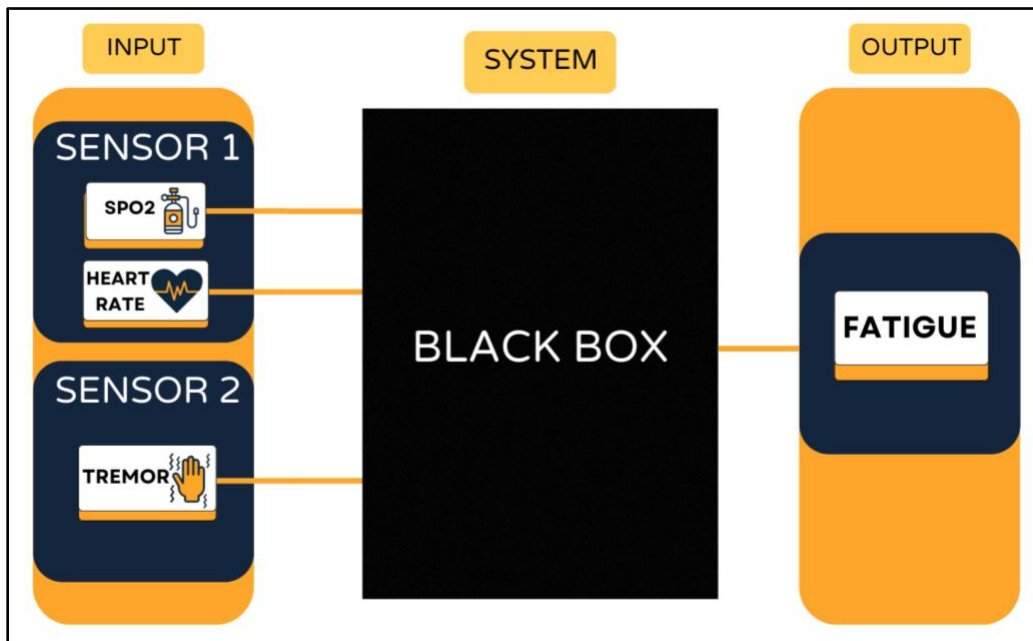 INPUT
SYSTEM
OUTPUT
SENSOR 1
SPO2
HEART
RATE
SENSOR 2
TREMOR
BLACK BOX
FATIGUE